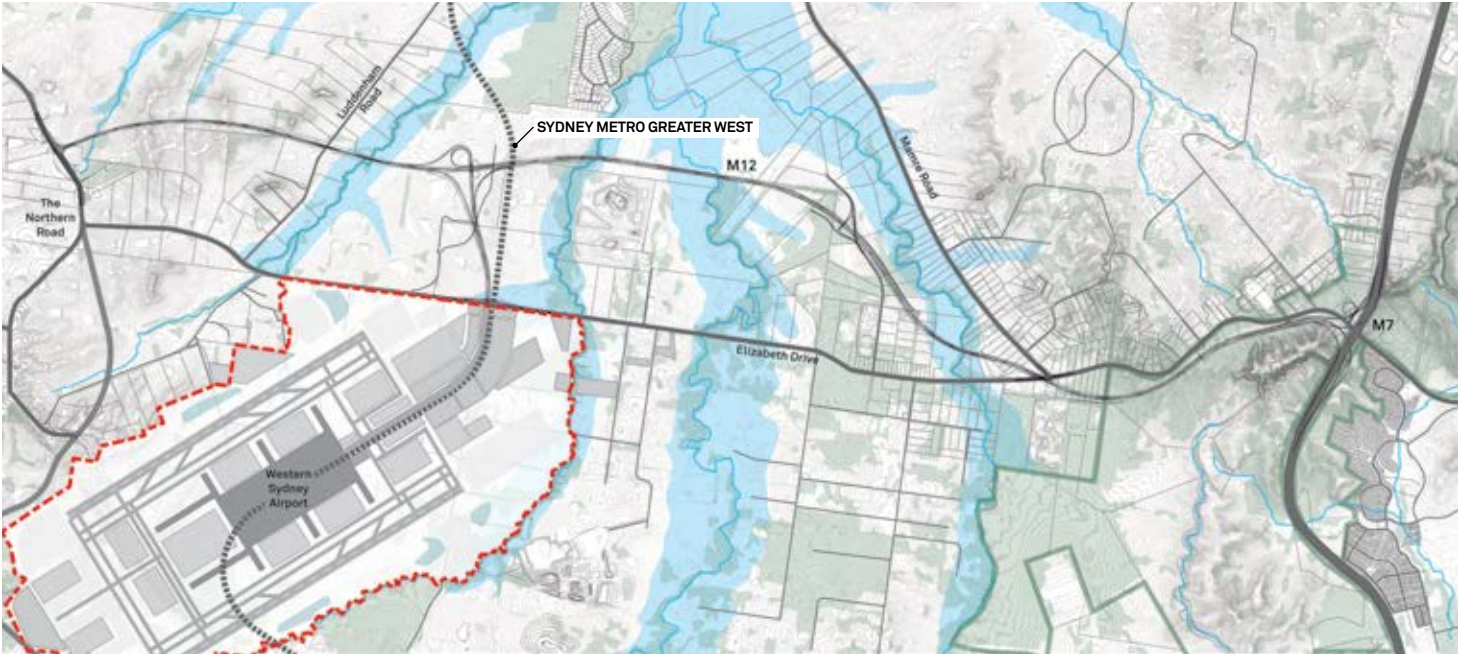 Luddenham
Road
SYDNEY METRO GREATER WEST
M12
Mamre Road
The
Northern
Road
M7
Elizabeth Drive
Western
Sydney
Airport